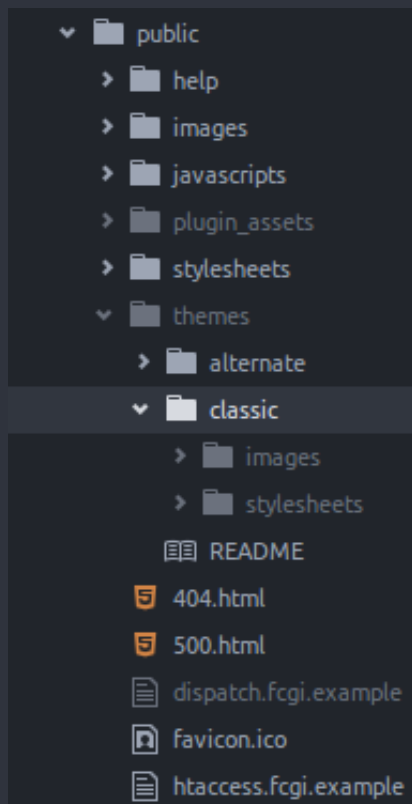 public
help
images
javascripts
plugin_assets
stylesheets
themes
alternate
classic
images
stylesheets
README
404.html
500.html
dispatch.fcgi.example
favicon.ico
htaccess.fcgi.example